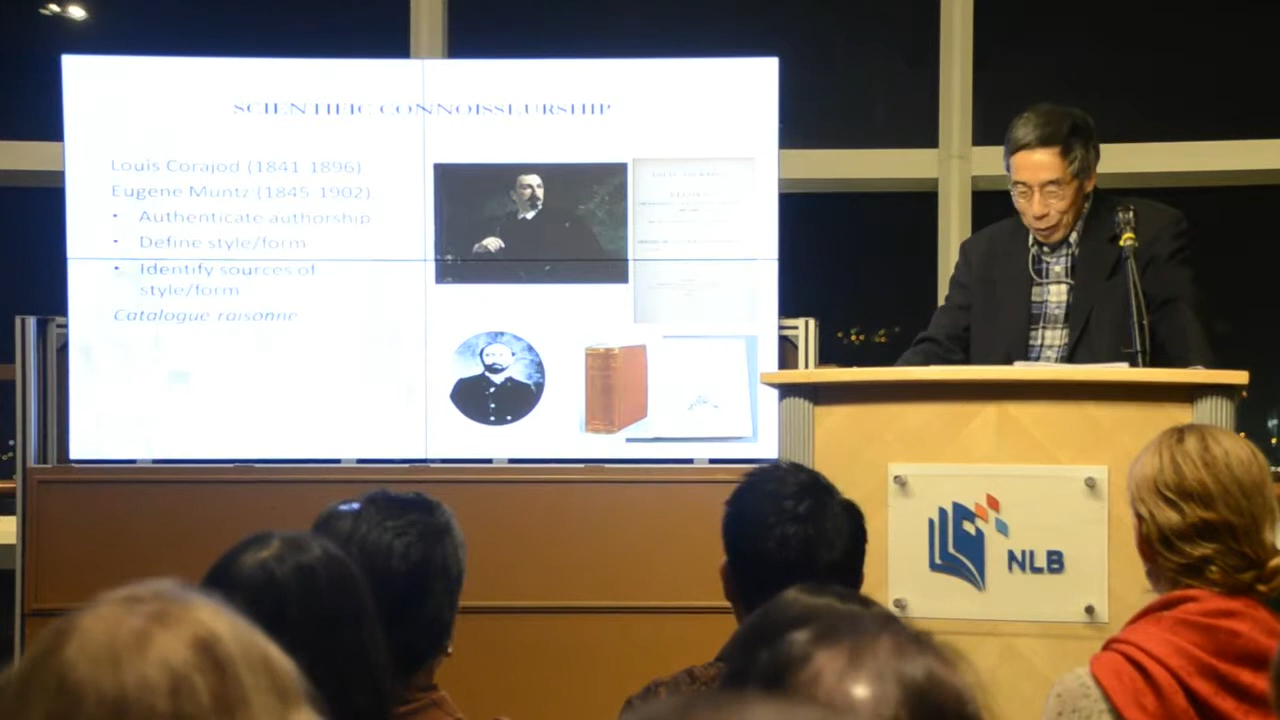 SCIENTIFIC CONNOISSEURSHIP
Louis Corajod (1841 1896)
Eugene Muntz (1845 1902)
• Authenticate authorship
• Define style/form
• Identify sources of
style/form
Catalogue raisonne
NLB